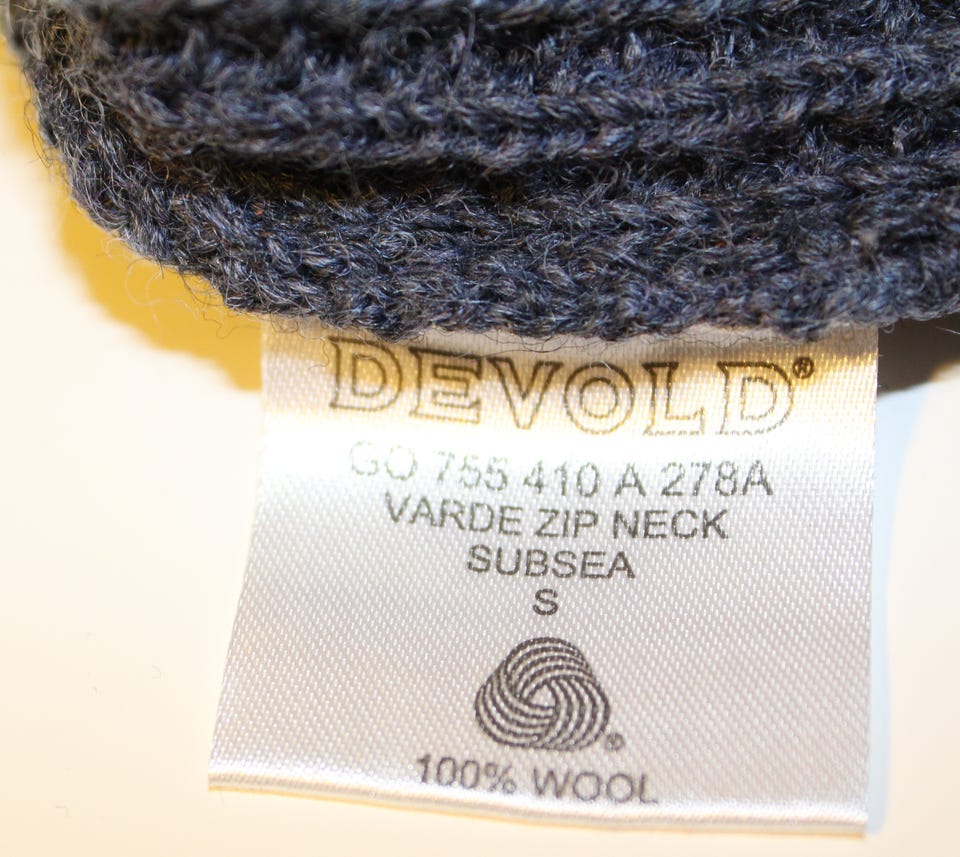 DEVOLD®
GO 755 410 A 278A
VARDE ZIP NECK
SUBSEA
S
®
100% WOOL